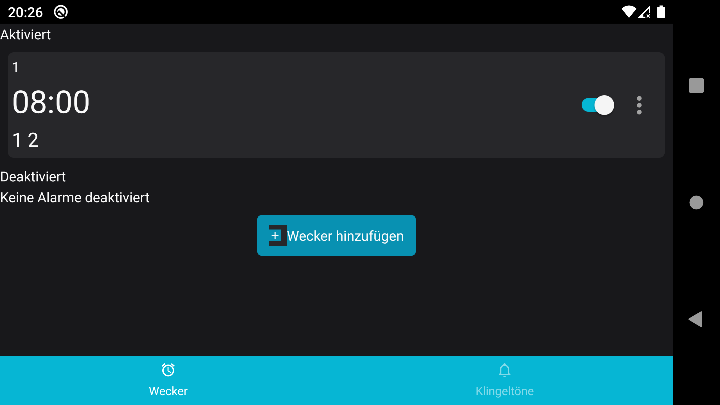 20:26
Aktiviert
1
08:00
1 2
Deaktiviert
Keine Alarme deaktiviert
Wecker hinzufügen
Wecker
Klingeltöne